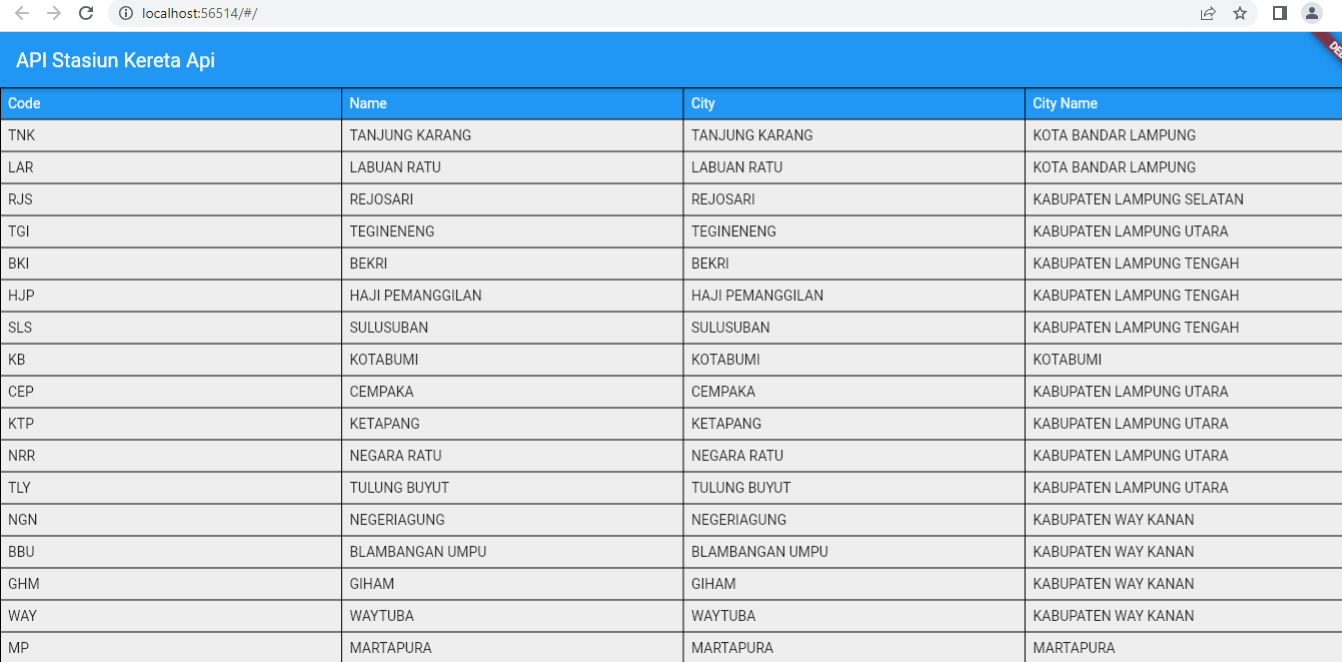 localhost:56514/#/
API Stasiun Kereta Api
Code Name City City Name
TNK TANJUNG KARANG TANJUNG KARANG KOTA BANDAR LAMPUNG
LAR LABUAN RATU LABUAN RATU KOTA BANDAR LAMPUNG
RJS REJOSARI REJOSARI KABUPATEN LAMPUNG SELATAN
TGI TEGINENENG TEGINENENG KABUPATEN LAMPUNG UTARA
BKI BEKRI BEKRI KABUPATEN LAMPUNG TENGAH
HJP HAJI PEMANGGILAN HAJI PEMANGGILAN KABUPATEN LAMPUNG TENGAH
SLS SULUSUBAN SULUSUBAN KABUPATEN LAMPUNG TENGAH
KB KOTABUMI KOTABUMI KOTABUMI
CEP CEMPAKA CEMPAKA KABUPATEN LAMPUNG UTARA
KTP KETAPANG KETAPANG KABUPATEN LAMPUNG UTARA
NRR NEGARA RATU NEGARA RATU KABUPATEN LAMPUNG UTARA
TLY TULUNG BUYUT TULUNG BUYUT KABUPATEN LAMPUNG UTARA
NGN NEGERIAGUNG NEGERIAGUNG KABUPATEN WAY KANAN
BBU BLAMBANGAN UMPU BLAMBANGAN UMPU KABUPATEN WAY KANAN
GHM GIHAM GIHAM KABUPATEN WAY KANAN
WAY WAYTUBA WAYTUBA KABUPATEN WAY KANAN
MP MARTAPURA MARTAPURA MARTAPURA